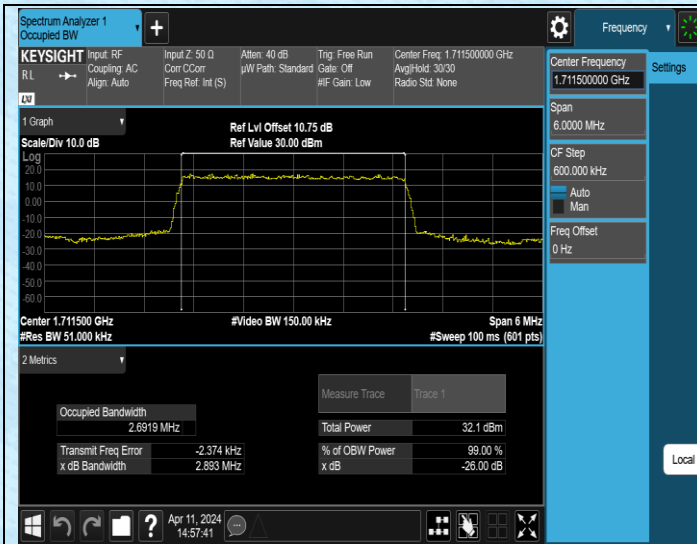 Spectrum Analyzer 1
Occupied BW
+
Frequency
KEYSIGHT
RL
LXI
Input: RF
Coupling: AC
Align: Auto
Input Z: 50 Ω
Corr CCorr
Freq Ref: Int (S)
Atten: 40 dB
µW Path: Standard
Trig: Free Run
Gate: Off
#IF Gain: Low
Center Freq: 1.711500000 GHz
Avg|Hold: 30/30
Radio Std: None
Center Frequency
1.711500000 GHz
Settings
Span
6.0000 MHz
CF Step
600.000 kHz
Auto
Man
Freq Offset
0 Hz
1 Graph
Scale/Div 10.0 dB
Ref Lvl Offset 10.75 dB
Ref Value 30.00 dBm
Log
20.0
10.0
0.00
-10.0
-20.0
-30.0
-40.0
-50.0
-60.0
Center 1.711500 GHz
#Video BW 150.00 kHz
Span 6 MHz
#Res BW 51.000 kHz
#Sweep 100 ms (601 pts)
2 Metrics
Measure Trace
Trace 1
Occupied Bandwidth
2.6919 MHz
Total Power
32.1 dBm
Transmit Freq Error
-2.374 kHz
% of OBW Power
99.00 %
x dB Bandwidth
2.893 MHz
x dB
-26.00 dB
Local
?
Apr 11, 2024
14:57:41